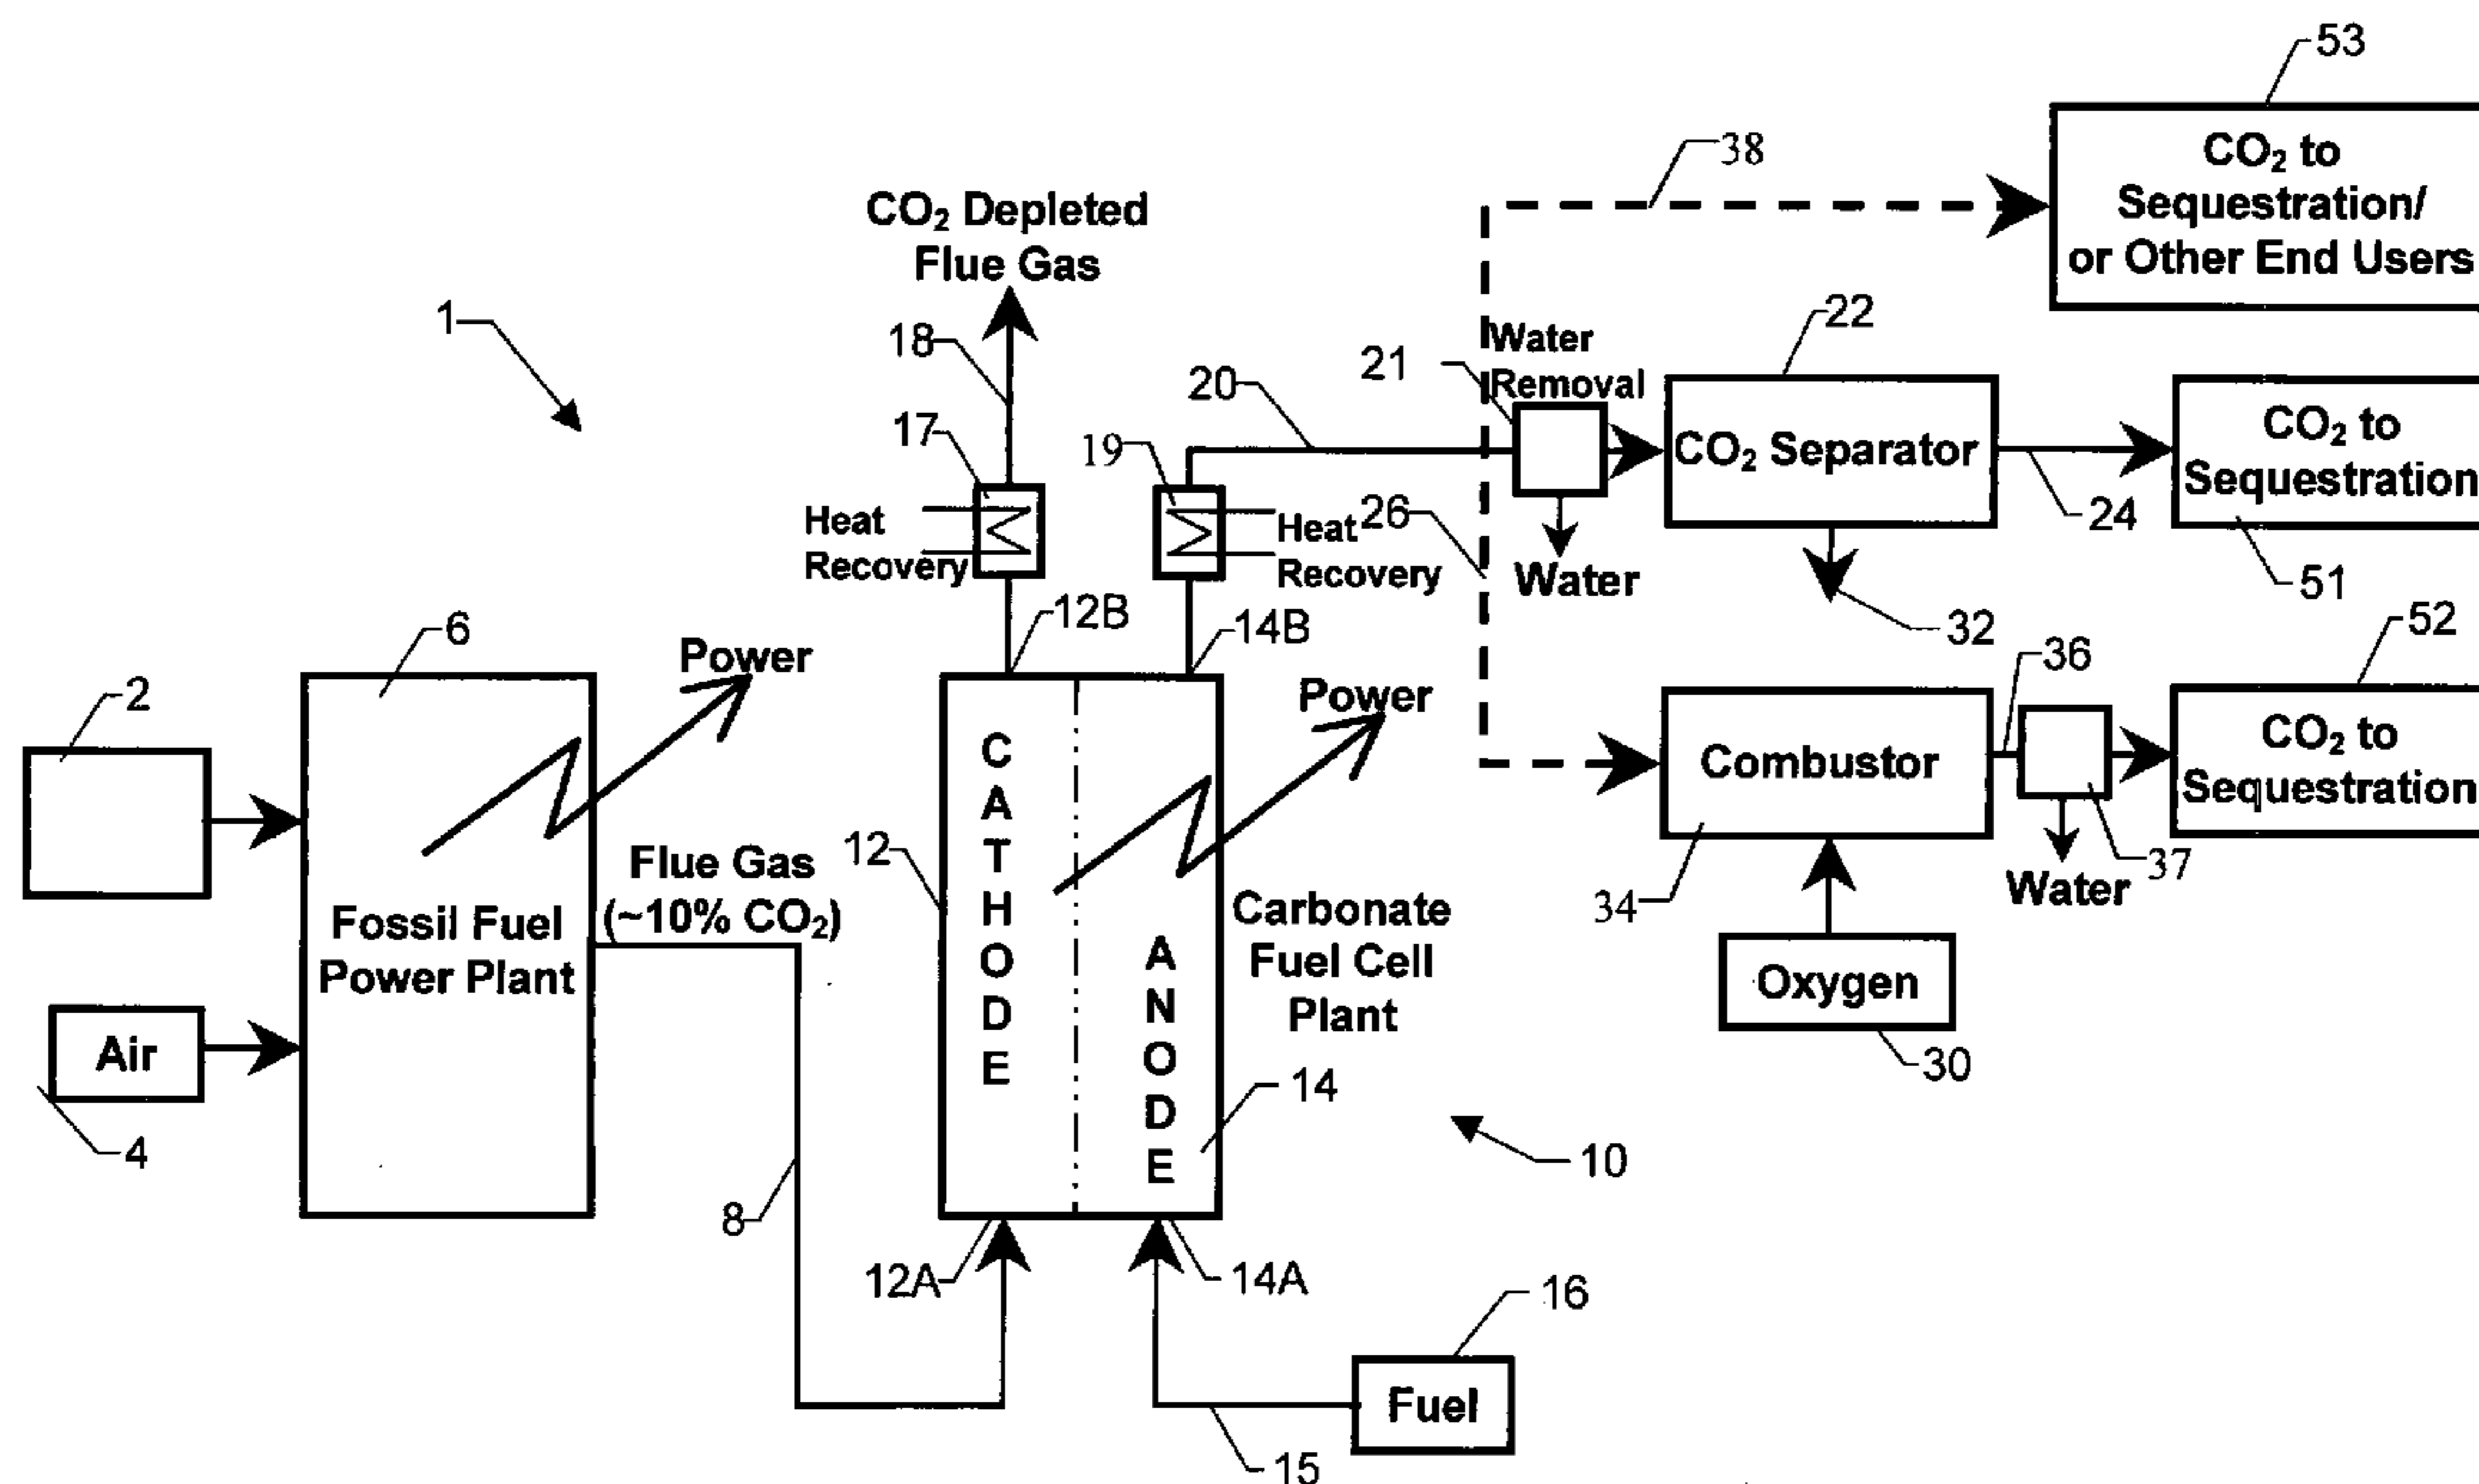 53
CO₂ to
Sequestration/
or Other End Users
38
CO₂ Depleted
Flue Gas
1
18
17
Heat
Recovery
19
Heat
Recovery
20
21
Water
Removal
Water
22
CO₂ Separator
24
CO₂ to
Sequestration
51
32
26
12B
14B
6
Power
2
Fossil Fuel
Power Plant
Air
4
Flue Gas
(~10% CO₂)
8
12
CATHODE
ANODE
Power
Carbonate
Fuel Cell
Plant
14
10
12A
14A
16
Fuel
15
Combustor
34
Oxygen
30
36
37
Water
52
CO₂ to
Sequestration